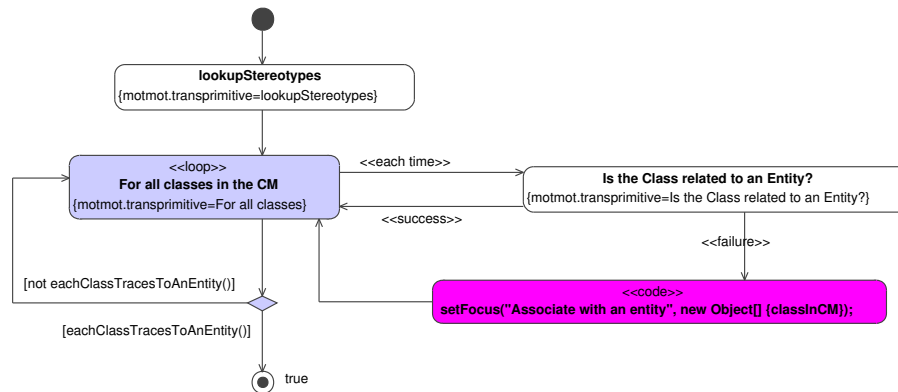 lookupStereotypes
{motmot.transprimitive=lookupStereotypes}
<<loop>>
For all classes in the CM
{motmot.transprimitive=For all classes}
<<each time>>
<<success>>
Is the Class related to an Entity?
{motmot.transprimitive=Is the Class related to an Entity?}
<<failure>>
[not eachClassTracesToAnEntity()]
<<code>>
setFocus("Associate with an entity", new Object[] {classInCM});
[eachClassTracesToAnEntity()]
true